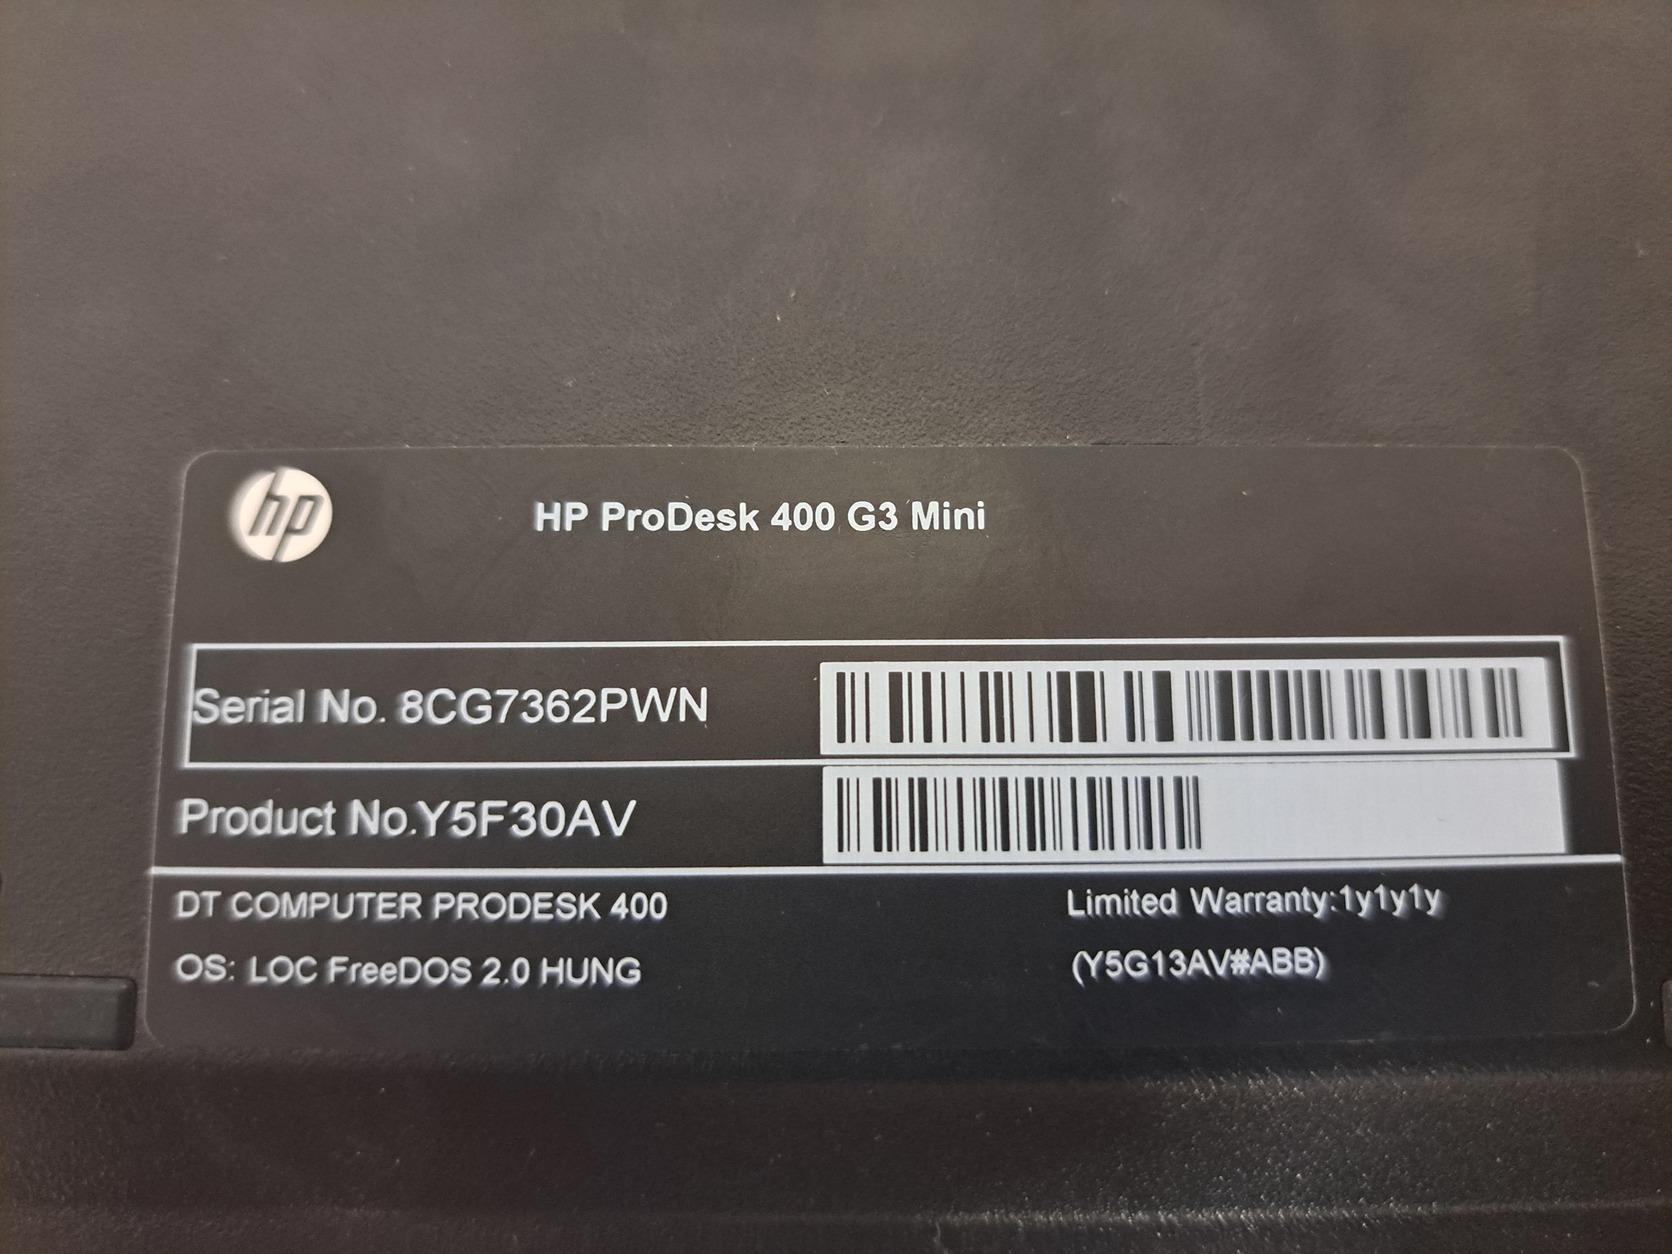 hp
HP ProDesk 400 G3 Mini
Serial No. 8CG7362PWN
Product No.Y5F30AV
DT COMPUTER PRODESK 400
Limited Warranty:1y1y1y
OS: LOC FreeDOS 2.0 HUNG
(Y5G13AV#ABB)